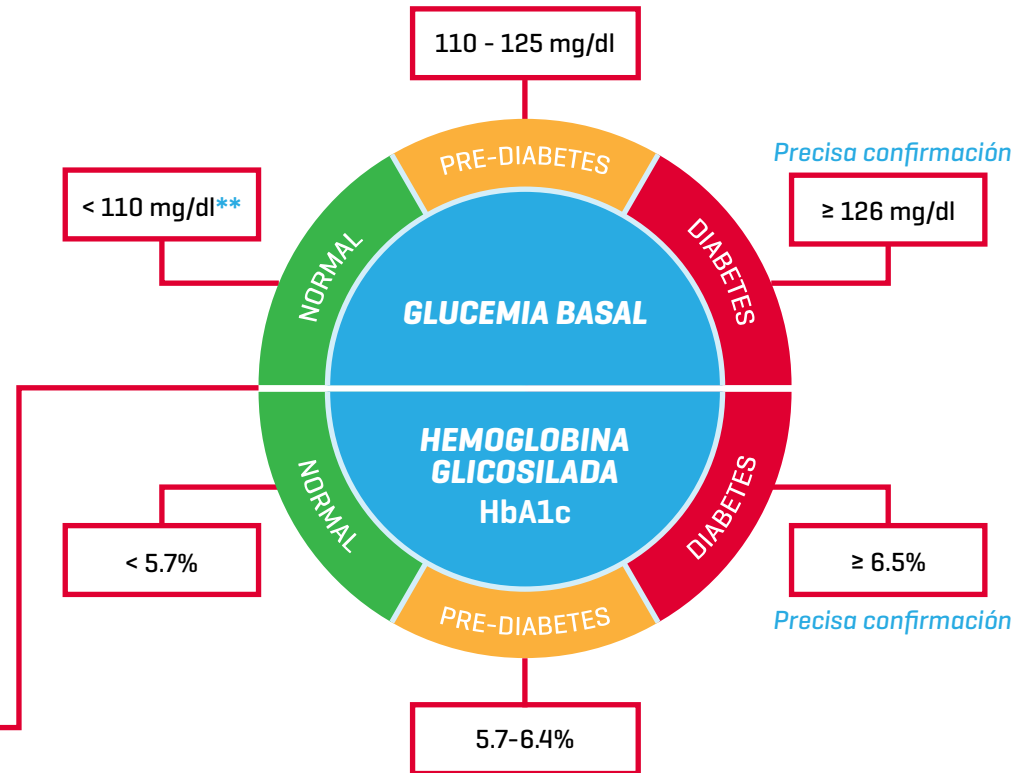 110 - 125 mg/dl
PRE-DIABETES
Precisa confirmación
< 110 mg/dl**
≥ 126 mg/dl
NORMAL
DIABETES
GLUCEMIA BASAL
HEMOGLOBINA
GLICOSILADA
HbA1c
NORMAL
DIABETES
< 5.7%
≥ 6.5%
PRE-DIABETES
Precisa confirmación
5.7-6.4%